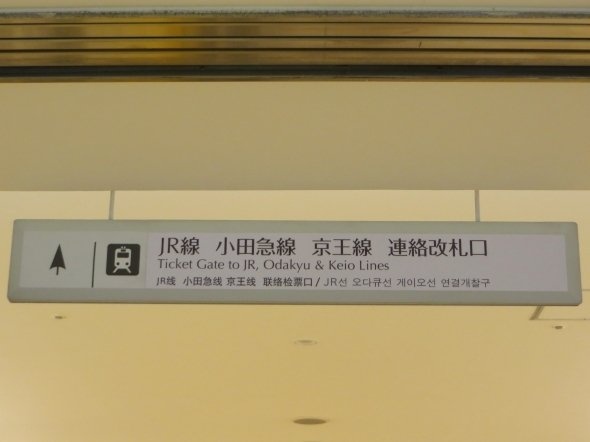 JR線 小田急線 京王線 連絡改札口
Ticket Gate to JR, Odakyu & Keio Lines
JR线 小田急线 京王线 联络检票口 / JR선 오다큐선 게이오선 연결개찰구